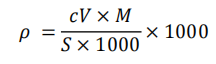 ρ = cV × M / S × 1000 × 1000